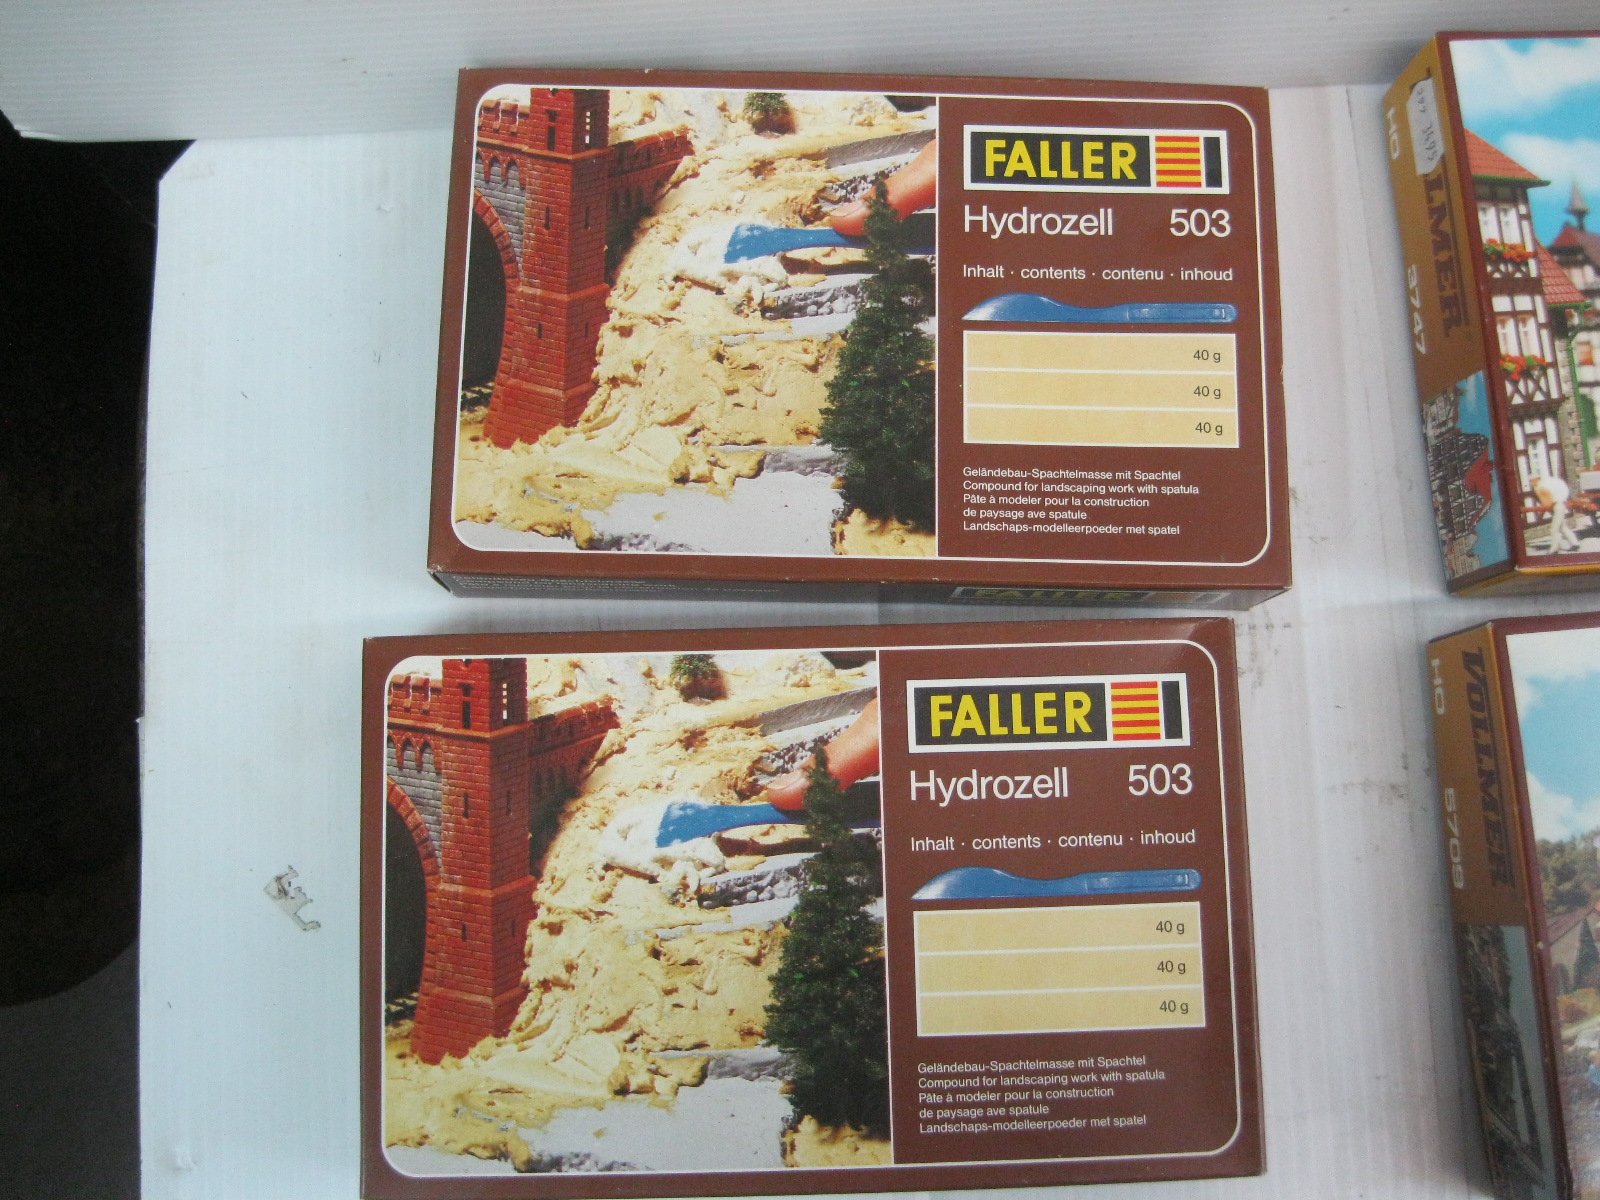 FALLER
Hydrozell 503
Inhalt · contents · contenu · inhoud
40 g
40 g
40 g
Geländebau-Spachtelmasse mit Spachtel
Compound for landscaping work with spatula
Pâte à modeler pour la construction
de paysage ave spatule
Landschaps-modelleerpoeder met spatel
FALLER
FALLER
Hydrozell 503
Inhalt · contents · contenu · inhoud
40 g
40 g
40 g
Geländebau-Spachtelmasse mit Spachtel
Compound for landscaping work with spatula
Pâte à modeler pour la construction
de paysage ave spatule
Landschaps-modelleerpoeder met spatel
HO
LMER
3747
HO
VOLLMER
5709